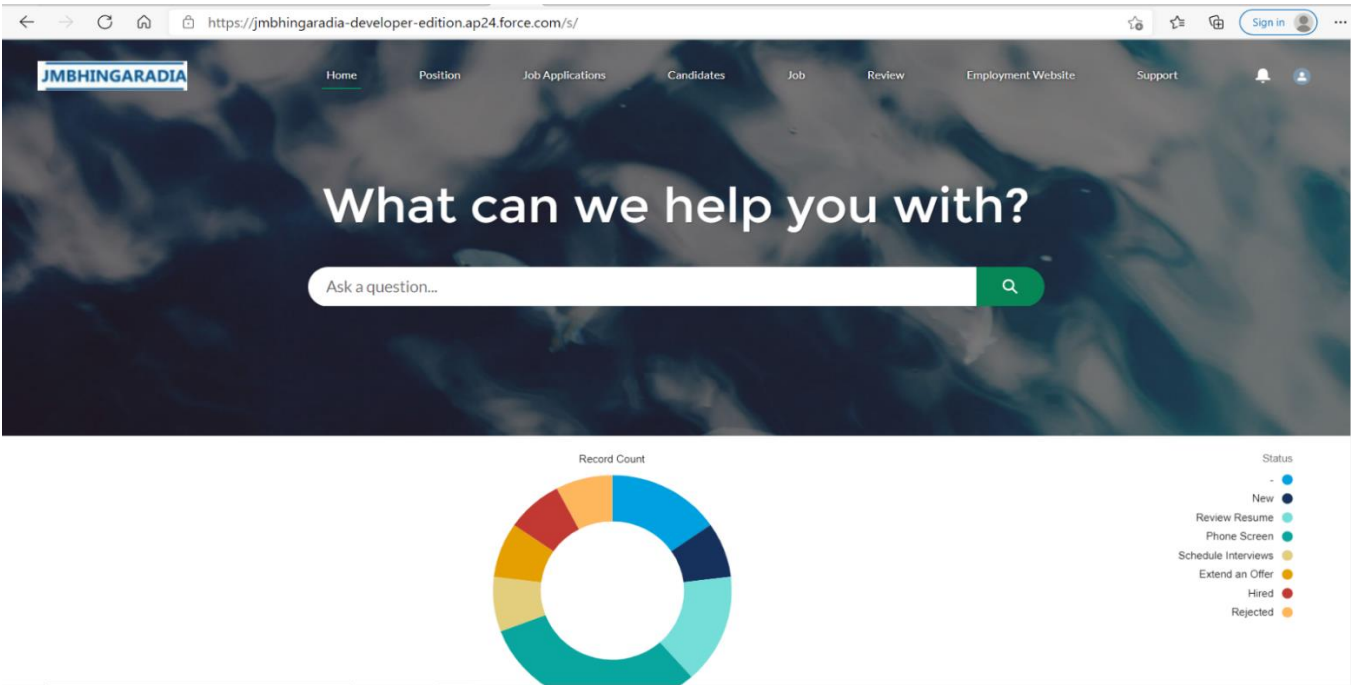 https://jmbhingaradia-developer-edition.ap24.force.com/s/
Sign in
JMBHINGARADIA
Home Position Job Applications Candidates Job Review Employment Website Support
What can we help you with?
Ask a question...
Record Count
Status
-
New
Review Resume
Phone Screen
Schedule Interviews
Extend an Offer
Hired
Rejected